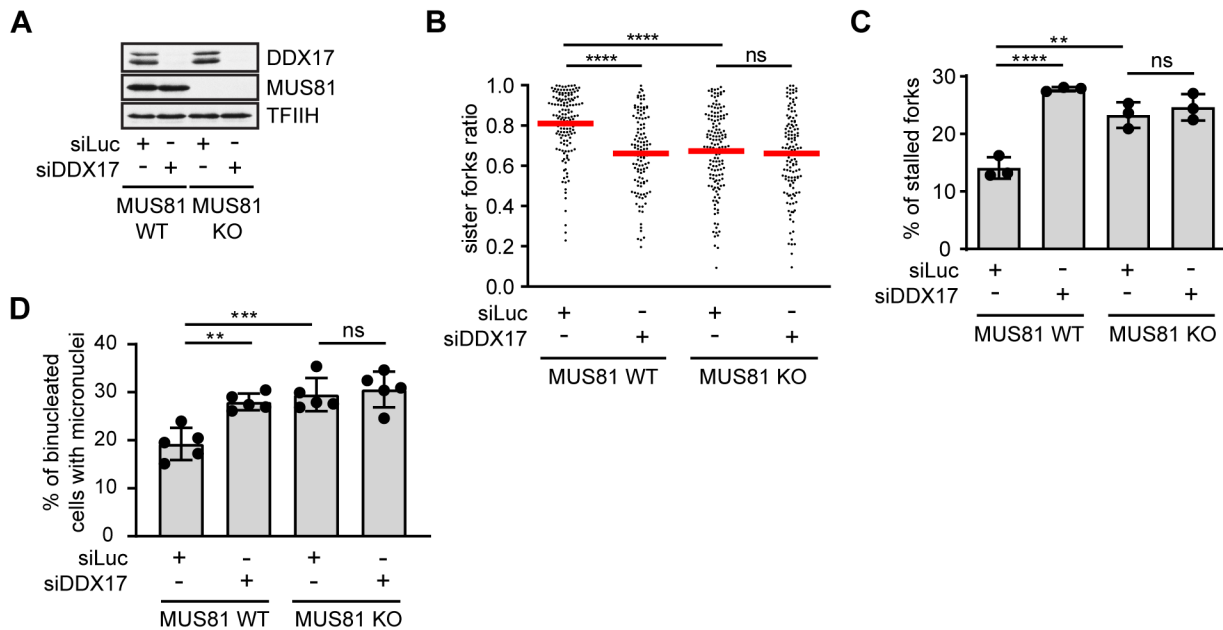 A
DDX17
MUS81
TFIIH
siLuc + - + -
siDDX17 - + - +
MUS81 WT MUS81 KO
B
****
**** ns
sister forks ratio
1.0
0.8
0.6
0.4
0.2
0.0
siLuc + - + -
siDDX17 - + - +
MUS81 WT MUS81 KO
C
**
**** ns
% of stalled forks
30
20
10
0
siLuc + - + -
siDDX17 - + - +
MUS81 WT MUS81 KO
D
***
** ns
% of binucleated
cells with micronuclei
40
30
20
10
0
siLuc + - + -
siDDX17 - + - +
MUS81 WT MUS81 KO